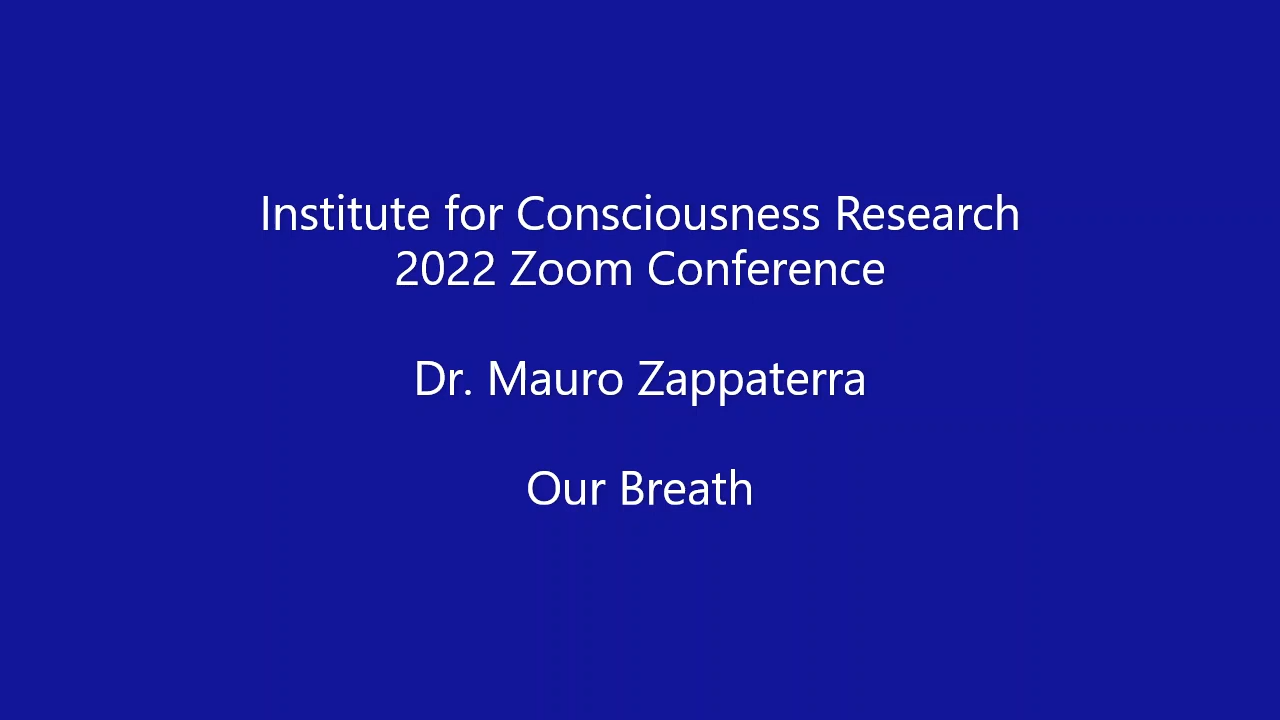 Institute for Consciousness Research
2022 Zoom Conference
Dr. Mauro Zappaterra
Our Breath